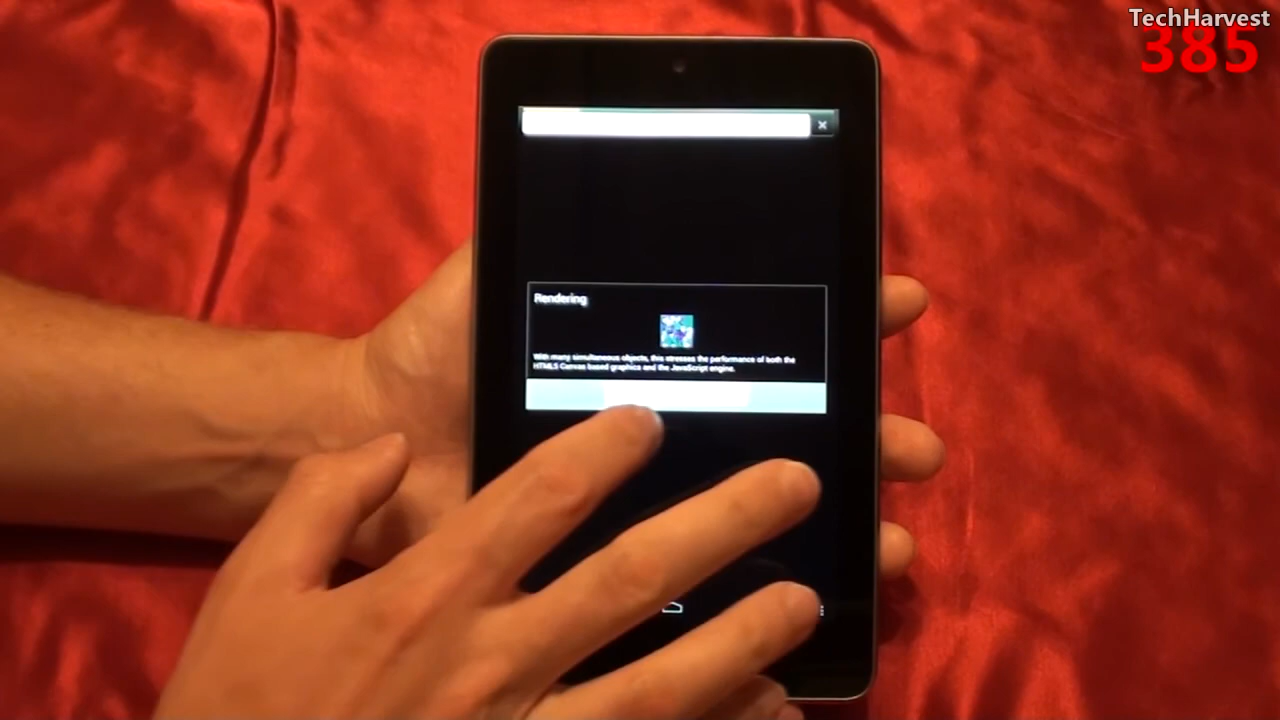 TechHarvest
385
Rendering
With many simultaneous objects, this stresses the performance of both the
HTML5 Canvas based graphics and the JavaScript engine.